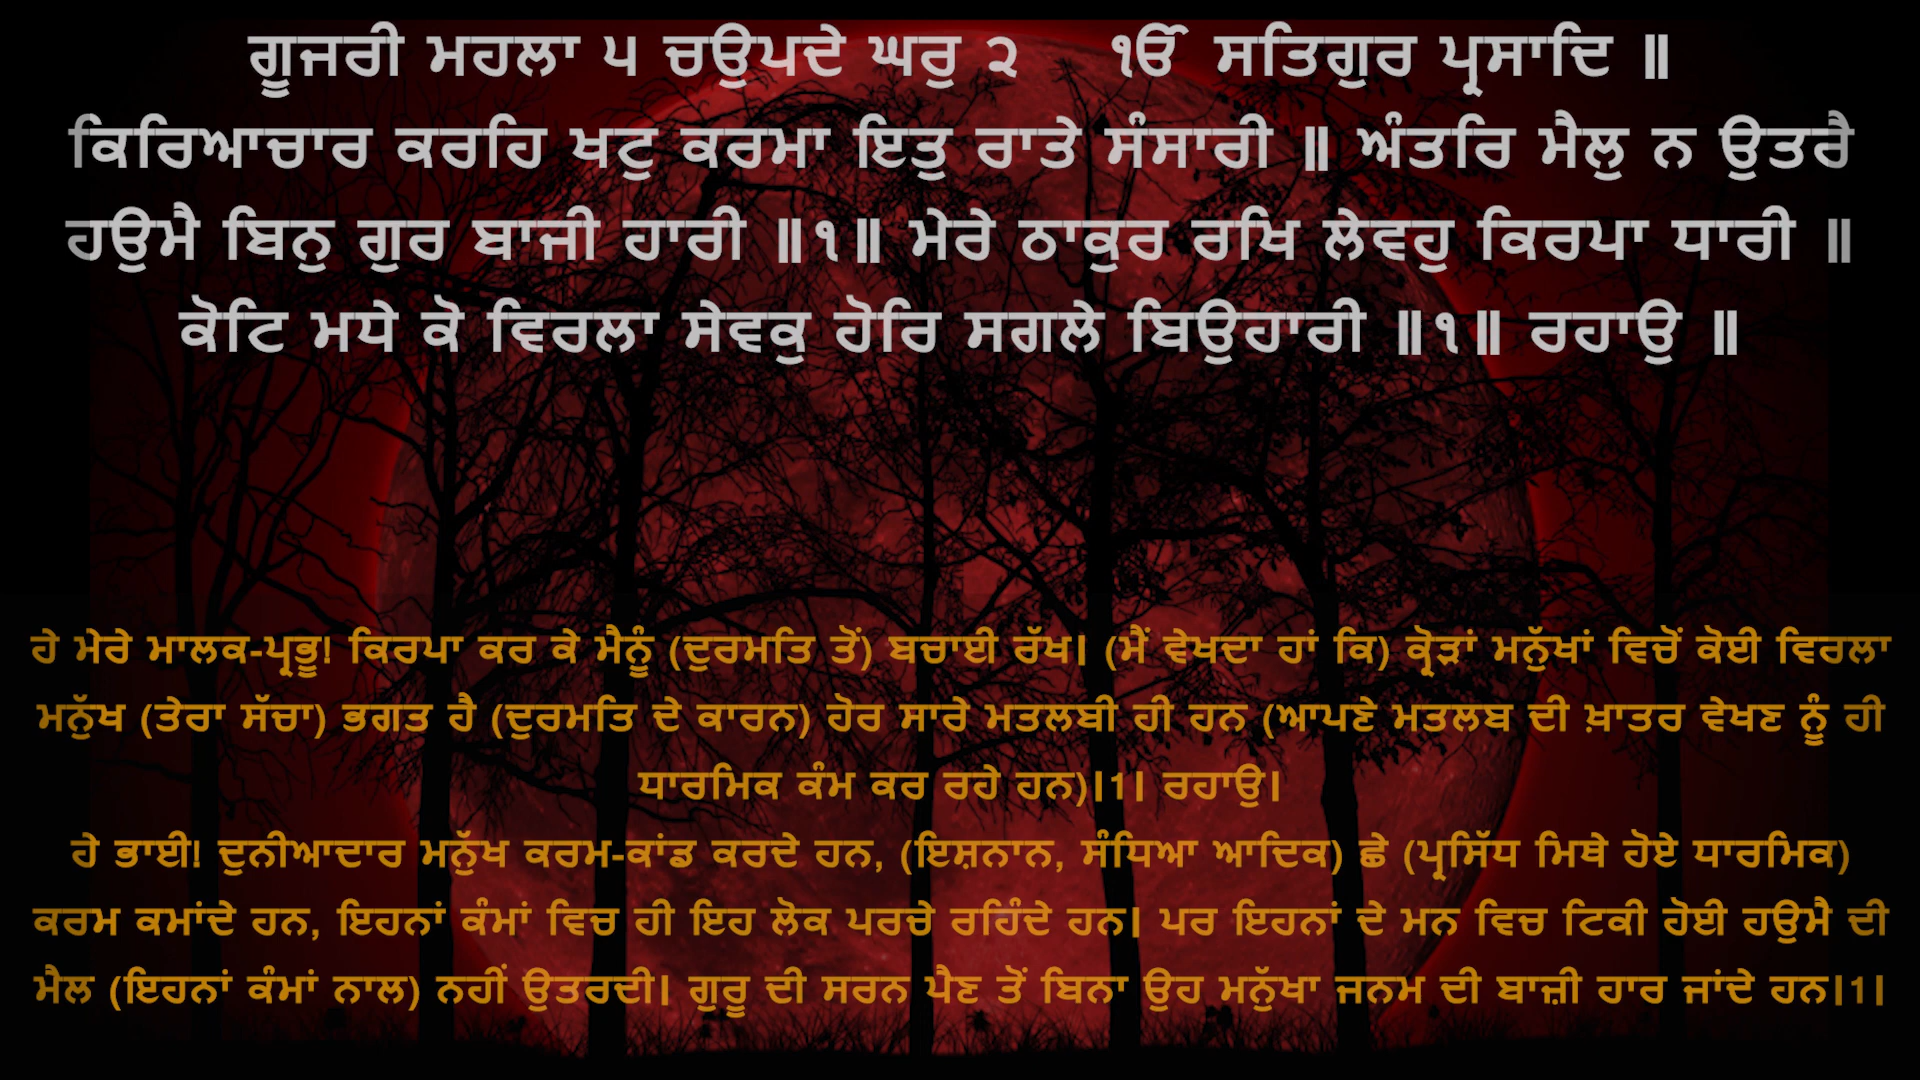 ਗੂਜਰੀ ਮਹਲਾ ੫ ਚਉਪਦੇ ਘਰੁ ੨ ੴ ਸਤਿਗੁਰ ਪ੍ਰਸਾਦਿ ॥
ਕਿਰਿਆਚਾਰ ਕਰਹਿ ਖਟੁ ਕਰਮਾ ਇਤੁ ਰਾਤੇ ਸੰਸਾਰੀ ॥ ਅੰਤਰਿ ਮੈਲੁ ਨ ਉਤਰੈ
ਹਉਮੈ ਬਿਨੁ ਗੁਰ ਬਾਜੀ ਹਾਰੀ ॥੧॥ ਮੇਰੇ ਠਾਕੁਰ ਰਖਿ ਲੇਵਹੁ ਕਿਰਪਾ ਧਾਰੀ ॥
ਕੋਟਿ ਮਧੇ ਕੋ ਵਿਰਲਾ ਸੇਵਕੁ ਹੋਰਿ ਸਗਲੇ ਬਿਉਹਾਰੀ ॥੧॥ ਰਹਾਉ ॥
ਹੇ ਮੇਰੇ ਮਾਲਕ-ਪ੍ਰਭੂ! ਕਿਰਪਾ ਕਰ ਕੇ ਮੈਨੂੰ (ਦੁਰਮਤਿ ਤੋਂ) ਬਚਾਈ ਰੱਖ। (ਮੈਂ ਵੇਖਦਾ ਹਾਂ ਕਿ) ਕ੍ਰੋੜਾਂ ਮਨੁੱਖਾਂ ਵਿਚੋਂ ਕੋਈ ਵਿਰਲਾ
ਮਨੁੱਖ (ਤੇਰਾ ਸੱਚਾ) ਭਗਤ ਹੈ (ਦੁਰਮਤਿ ਦੇ ਕਾਰਨ) ਹੋਰ ਸਾਰੇ ਮਤਲਬੀ ਹੀ ਹਨ (ਆਪਣੇ ਮਤਲਬ ਦੀ ਖ਼ਾਤਰ ਵੇਖਣ ਨੂੰ ਹੀ
ਧਾਰਮਿਕ ਕੰਮ ਕਰ ਰਹੇ ਹਨ)।1। ਰਹਾਉ।
ਹੇ ਭਾਈ! ਦੁਨੀਆਦਾਰ ਮਨੁੱਖ ਕਰਮ-ਕਾਂਡ ਕਰਦੇ ਹਨ, (ਇਸ਼ਨਾਨ, ਸੰਧਿਆ ਆਦਿਕ) ਛੇ (ਪ੍ਰਸਿੱਧ ਮਿਥੇ ਹੋਏ ਧਾਰਮਿਕ)
ਕਰਮ ਕਮਾਂਦੇ ਹਨ, ਇਹਨਾਂ ਕੰਮਾਂ ਵਿਚ ਹੀ ਇਹ ਲੋਕ ਪਰਚੇ ਰਹਿੰਦੇ ਹਨ। ਪਰ ਇਹਨਾਂ ਦੇ ਮਨ ਵਿਚ ਟਿਕੀ ਹੋਈ ਹਉਮੈ ਦੀ
ਮੈਲ (ਇਹਨਾਂ ਕੰਮਾਂ ਨਾਲ) ਨਹੀਂ ਉਤਰਦੀ। ਗੁਰੂ ਦੀ ਸਰਨ ਪੈਣ ਤੋਂ ਬਿਨਾ ਉਹ ਮਨੁੱਖਾ ਜਨਮ ਦੀ ਬਾਜ਼ੀ ਹਾਰ ਜਾਂਦੇ ਹਨ।1।